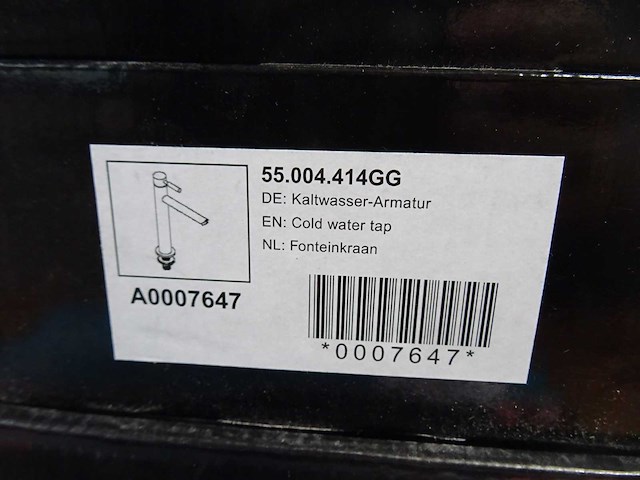 55.004.414GG
DE: Kaltwasser-Armatur
EN: Cold water tap
NL: Fonteinkraan
A0007647
*0007647*